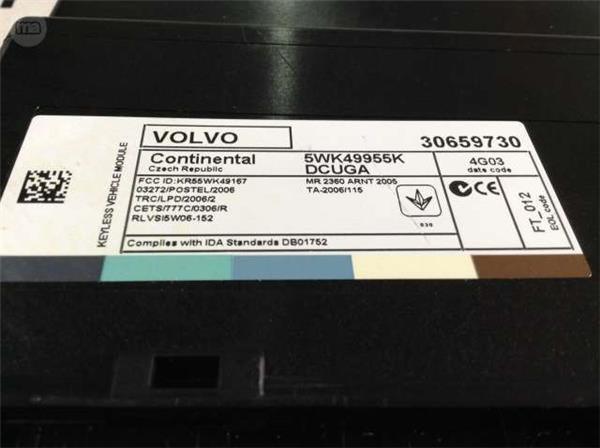 ma
KEYLESS VEHICLE MODULE
VOLVO
30659730
Continental
Czech Republic
5WK49955K
DCUGA
4G03
date code
FCC ID:KR55WK49167
MR 2360 ARNT 2005
03272/POSTEL/2006
TA-2006/115
TRC/LPD/2006/2
CETS/777C/0306/R
RLVSI5W06-152
Complies with IDA Standards DB01752
FT_012
EOL code